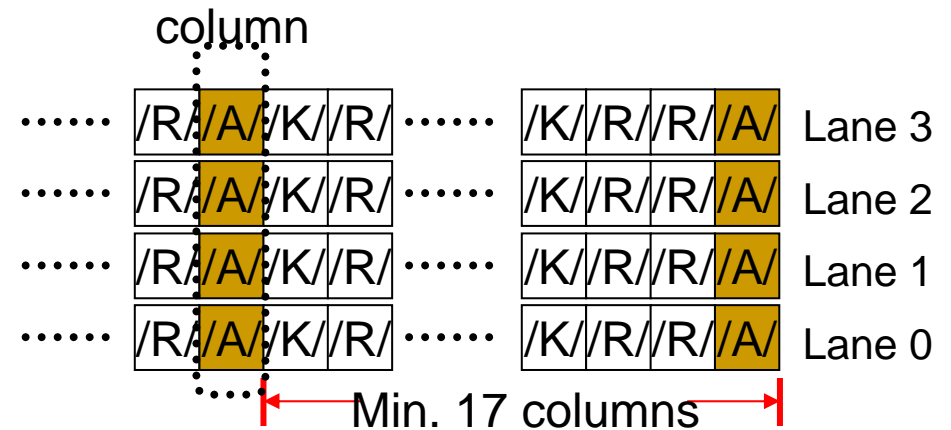 column
...... /R/ /A/ /K/ /R/ ...... /K/ /R/ /R/ /A/ Lane 3
...... /R/ /A/ /K/ /R/ ...... /K/ /R/ /R/ /A/ Lane 2
...... /R/ /A/ /K/ /R/ ...... /K/ /R/ /R/ /A/ Lane 1
...... /R/ /A/ /K/ /R/ ...... /K/ /R/ /R/ /A/ Lane 0
Min. 17 columns